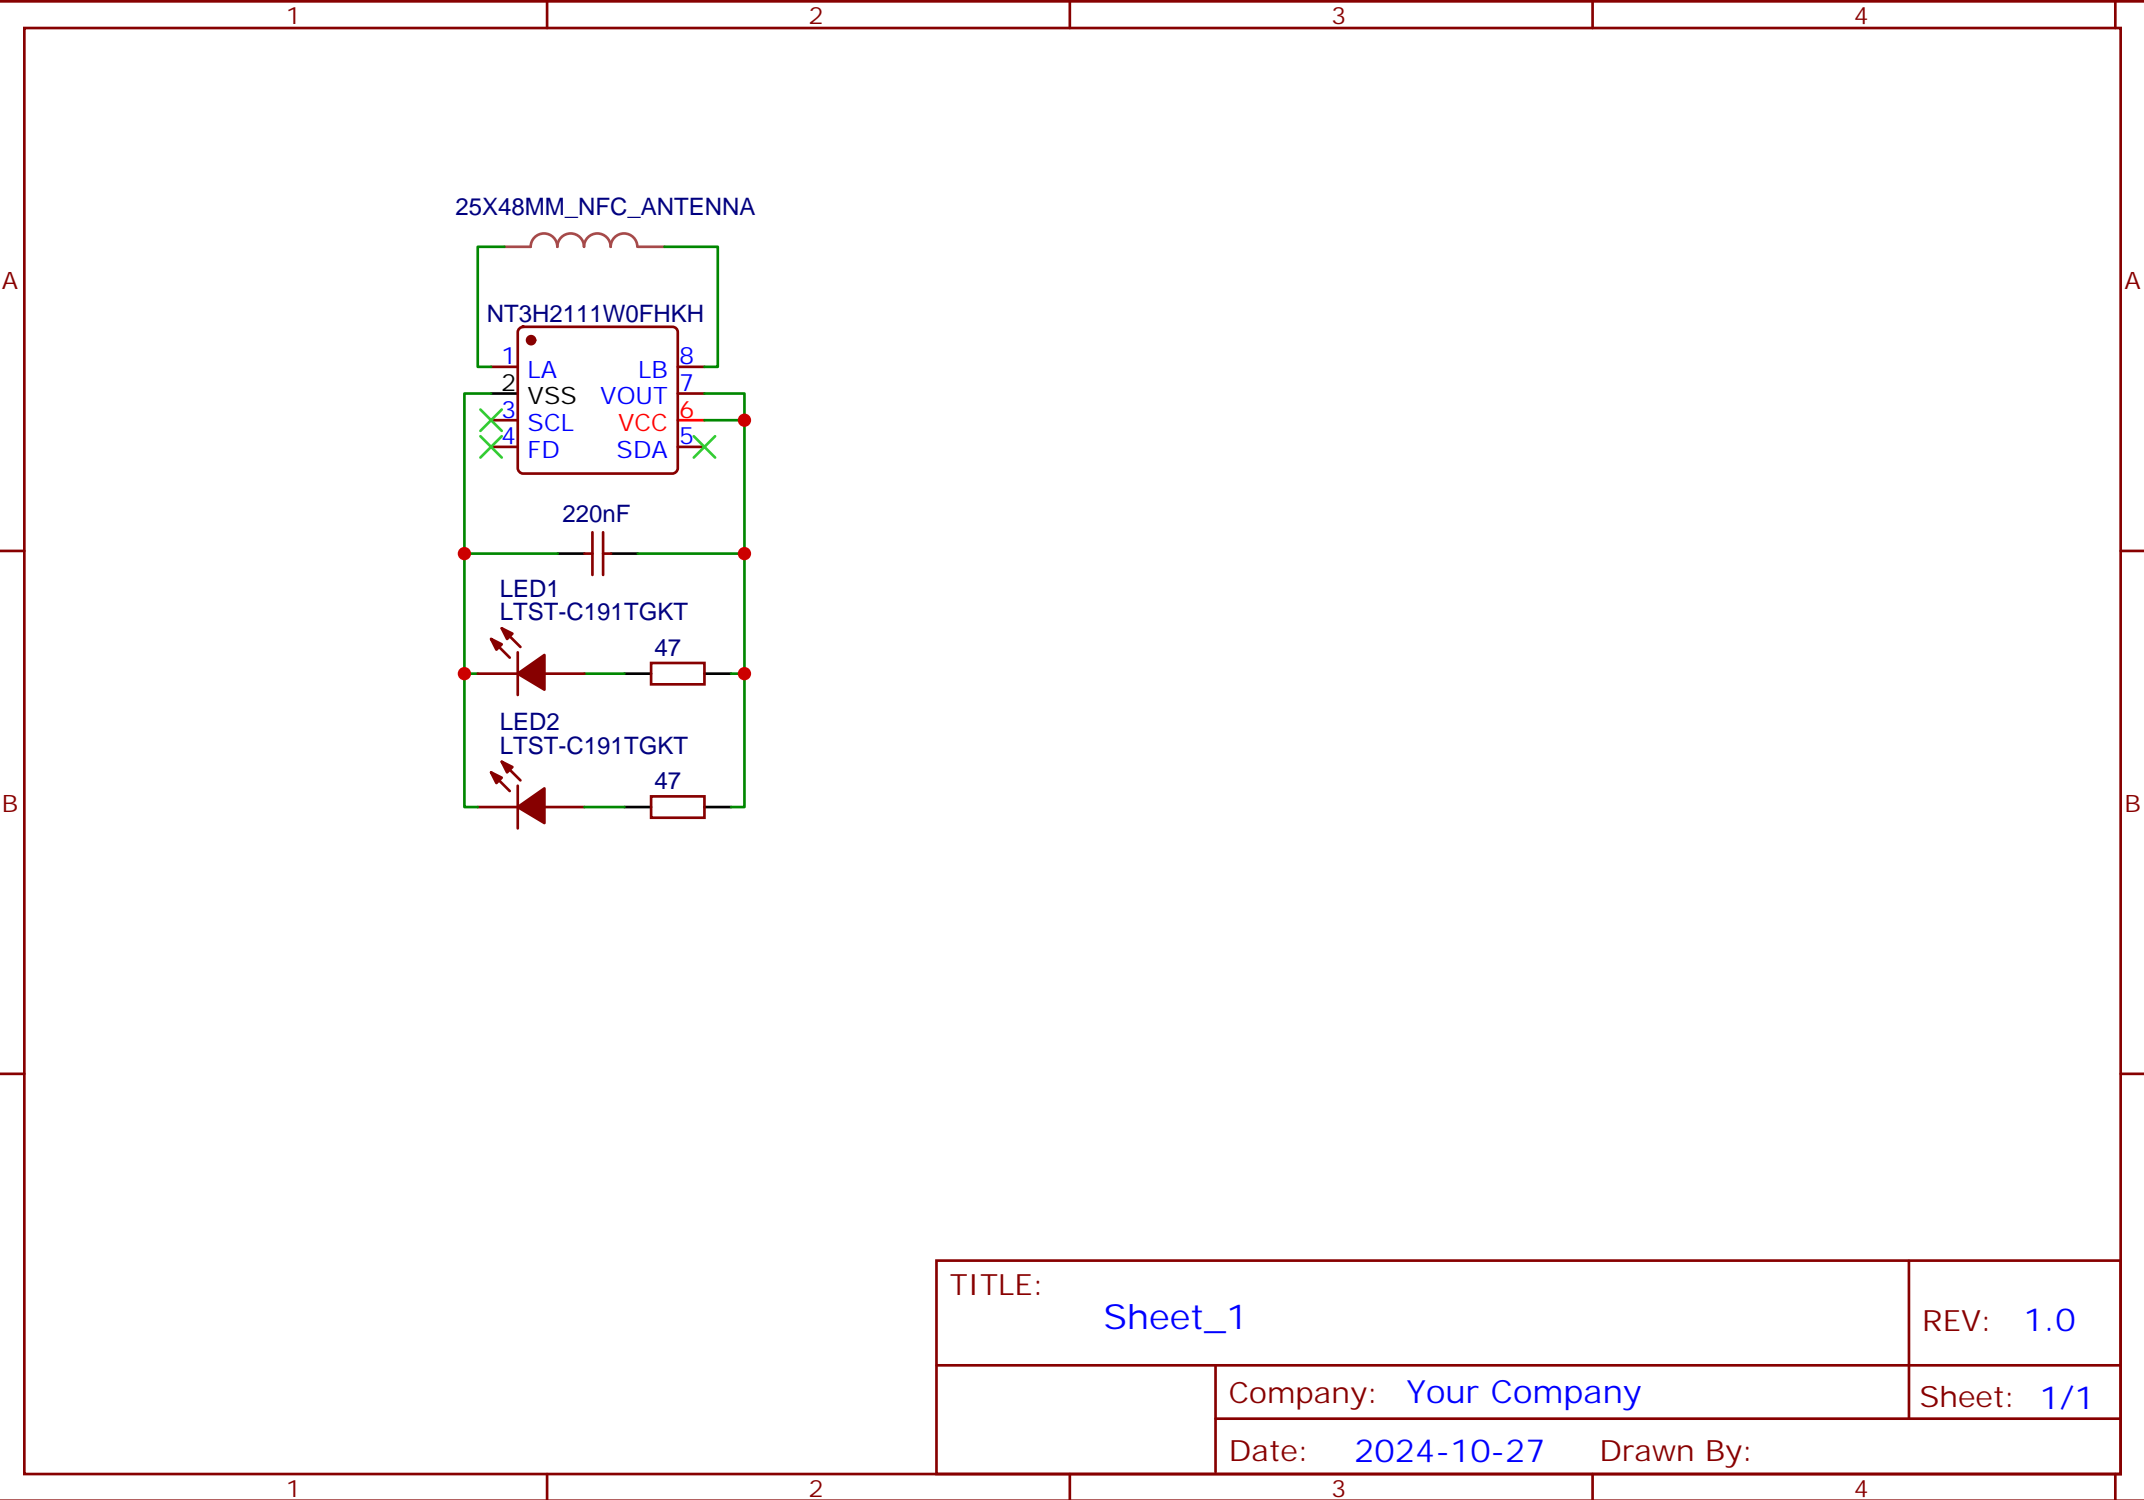 1 2 3 4
25X48MM_NFC_ANTENNA
A A
NT3H2111W0FHKH
1 LA LB 8
2 VSS VOUT 7
3 SCL VCC 6
4 FD SDA 5
220nF
LED1
LTST-C191TGKT
47
LED2
LTST-C191TGKT
47
B B
TITLE:
Sheet_1
REV: 1.0
Company: Your Company
Sheet: 1/1
Date: 2024-10-27 Drawn By:
1 2 3 4